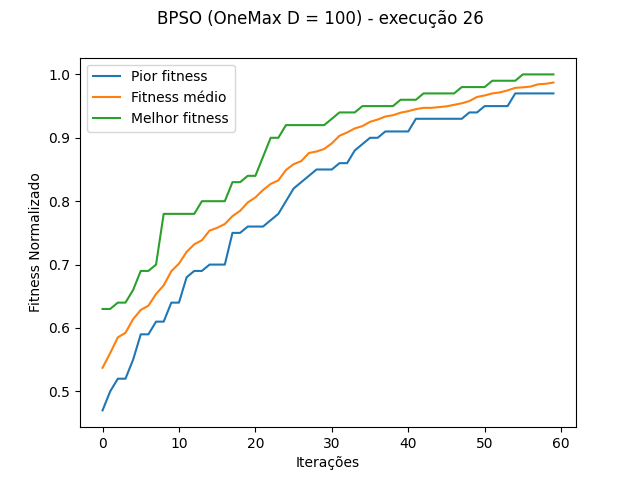 BPSO (OneMax D = 100) - execução 26
Pior fitness
Fitness médio
Melhor fitness
Fitness Normalizado
1.0
0.9
0.8
0.7
0.6
0.5
0 10 20 30 40 50 60
Iterações